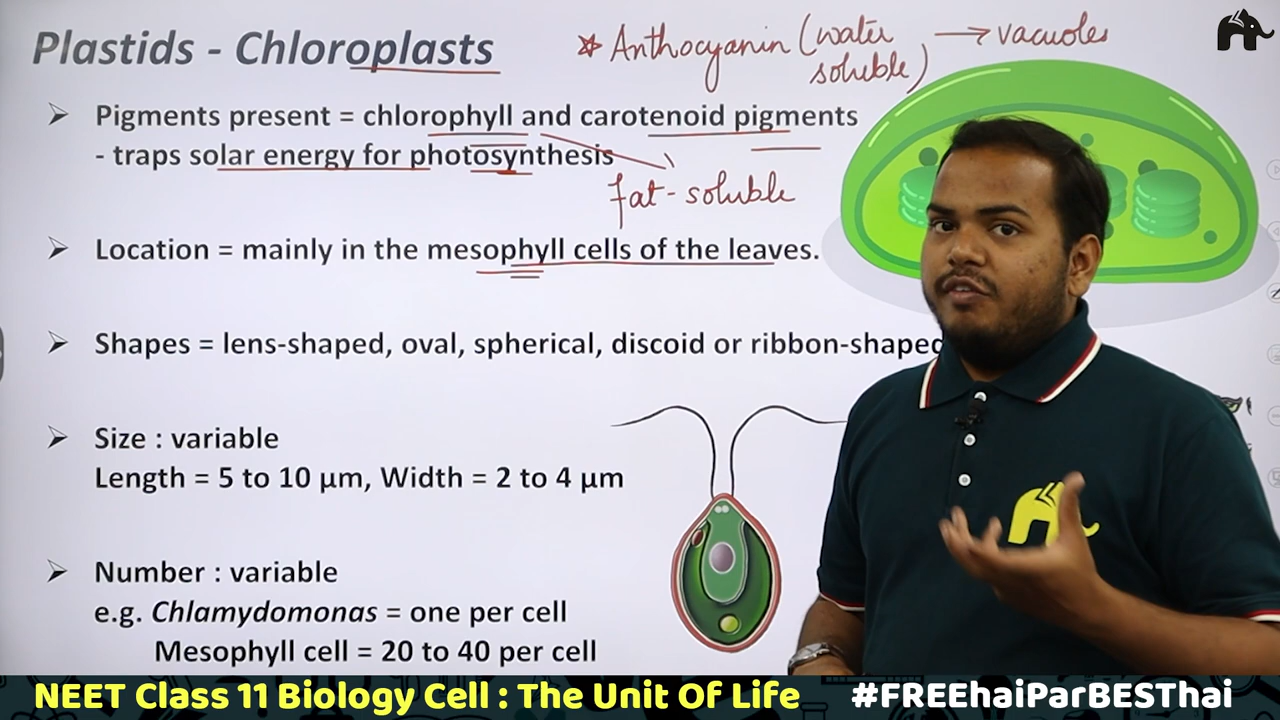 Plastids - Chloroplasts
* Anthocyanin (water soluble) → vacuoles
➢ Pigments present = chlorophyll and carotenoid pigments
- traps solar energy for photosynthesis
fat-soluble
➢ Location = mainly in the mesophyll cells of the leaves.
➢ Shapes = lens-shaped, oval, spherical, discoid or ribbon-shaped
➢ Size : variable
Length = 5 to 10 µm, Width = 2 to 4 µm
➢ Number : variable
e.g. Chlamydomonas = one per cell
Mesophyll cell = 20 to 40 per cell
NEET Class 11 Biology Cell : The Unit Of Life
#FREEhaiParBESThai